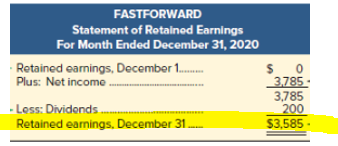 FASTFORWARD
Statement of Retained Earnings
For Month Ended December 31, 2020
Retained earnings, December 1......... $ 0
Plus: Net income .................................. 3,785
3,785
Less: Dividends ................................... 200
Retained earnings, December 31 ...... $3,585